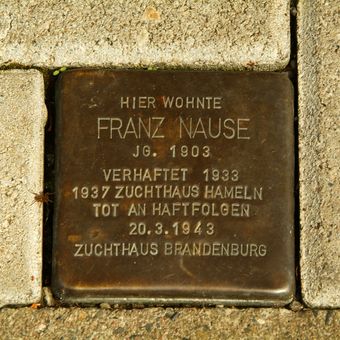 HIER WOHNTE
FRANZ NAUSE
JG. 1903
VERHAFTET 1933
1937 ZUCHTHAUS HAMELN
TOT AN HAFTFOLGEN
20.3.1943
ZUCHTHAUS BRANDENBURG